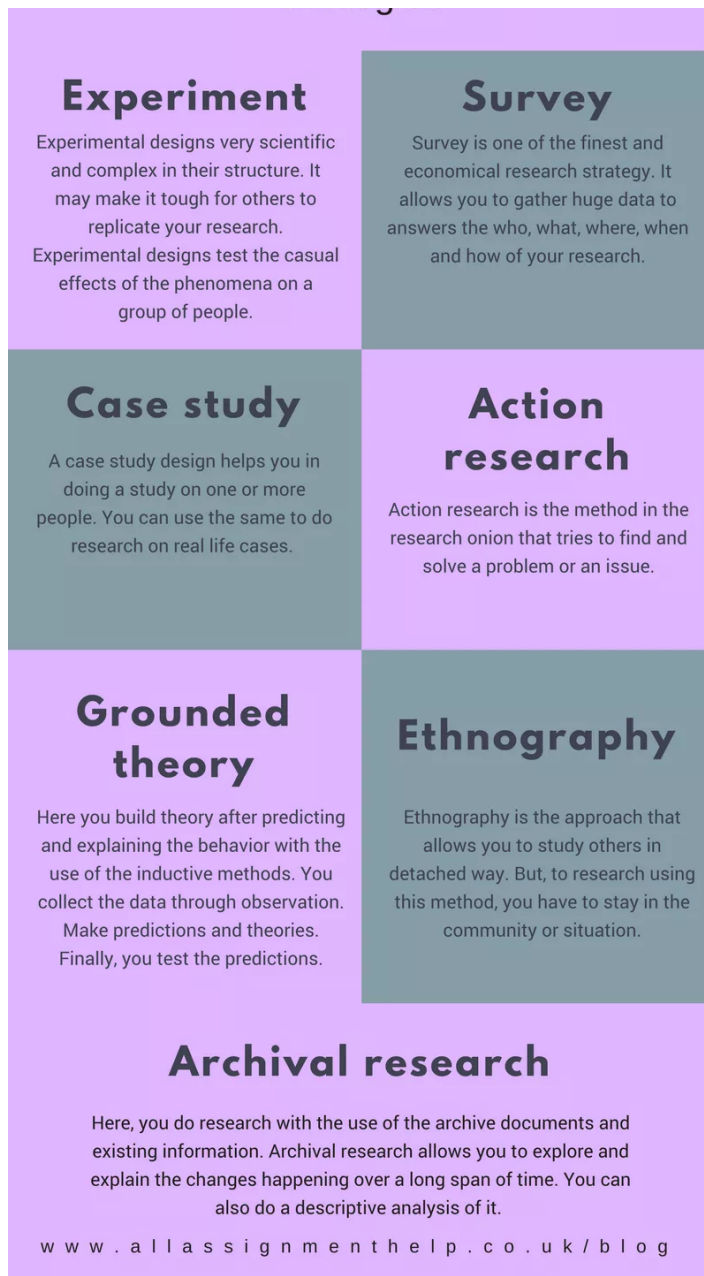 Experiment
Experimental designs very scientific
and complex in their structure. It
may make it tough for others to
replicate your research.
Experimental designs test the casual
effects of the phenomena on a
group of people.
Survey
Survey is one of the finest and
economical research strategy. It
allows you to gather huge data to
answers the who, what, where, when
and how of your research.
Case study
A case study design helps you in
doing a study on one or more
people. You can use the same to do
research on real life cases.
Action
research
Action research is the method in the
research onion that tries to find and
solve a problem or an issue.
Grounded
theory
Here you build theory after predicting
and explaining the behavior with the
use of the inductive methods. You
collect the data through observation.
Make predictions and theories.
Finally, you test the predictions.
Ethnography
Ethnography is the approach that
allows you to study others in
detached way. But, to research using
this method, you have to stay in the
community or situation.
Archival research
Here, you do research with the use of the archive documents and
existing information. Archival research allows you to explore and
explain the changes happening over a long span of time. You can
also do a descriptive analysis of it.
www.allassignmenthelp.co.uk/blog